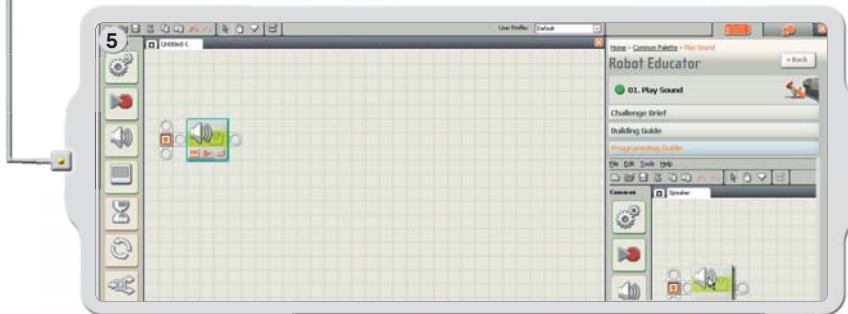 5
User Profile: Default
Untitled-1
Home > Common Palette > Play Sound
Robot Educator
< Back
01. Play Sound
Challenge Brief
Building Guide
Programming Guide
File Edit Tools Help
Common
Speaker